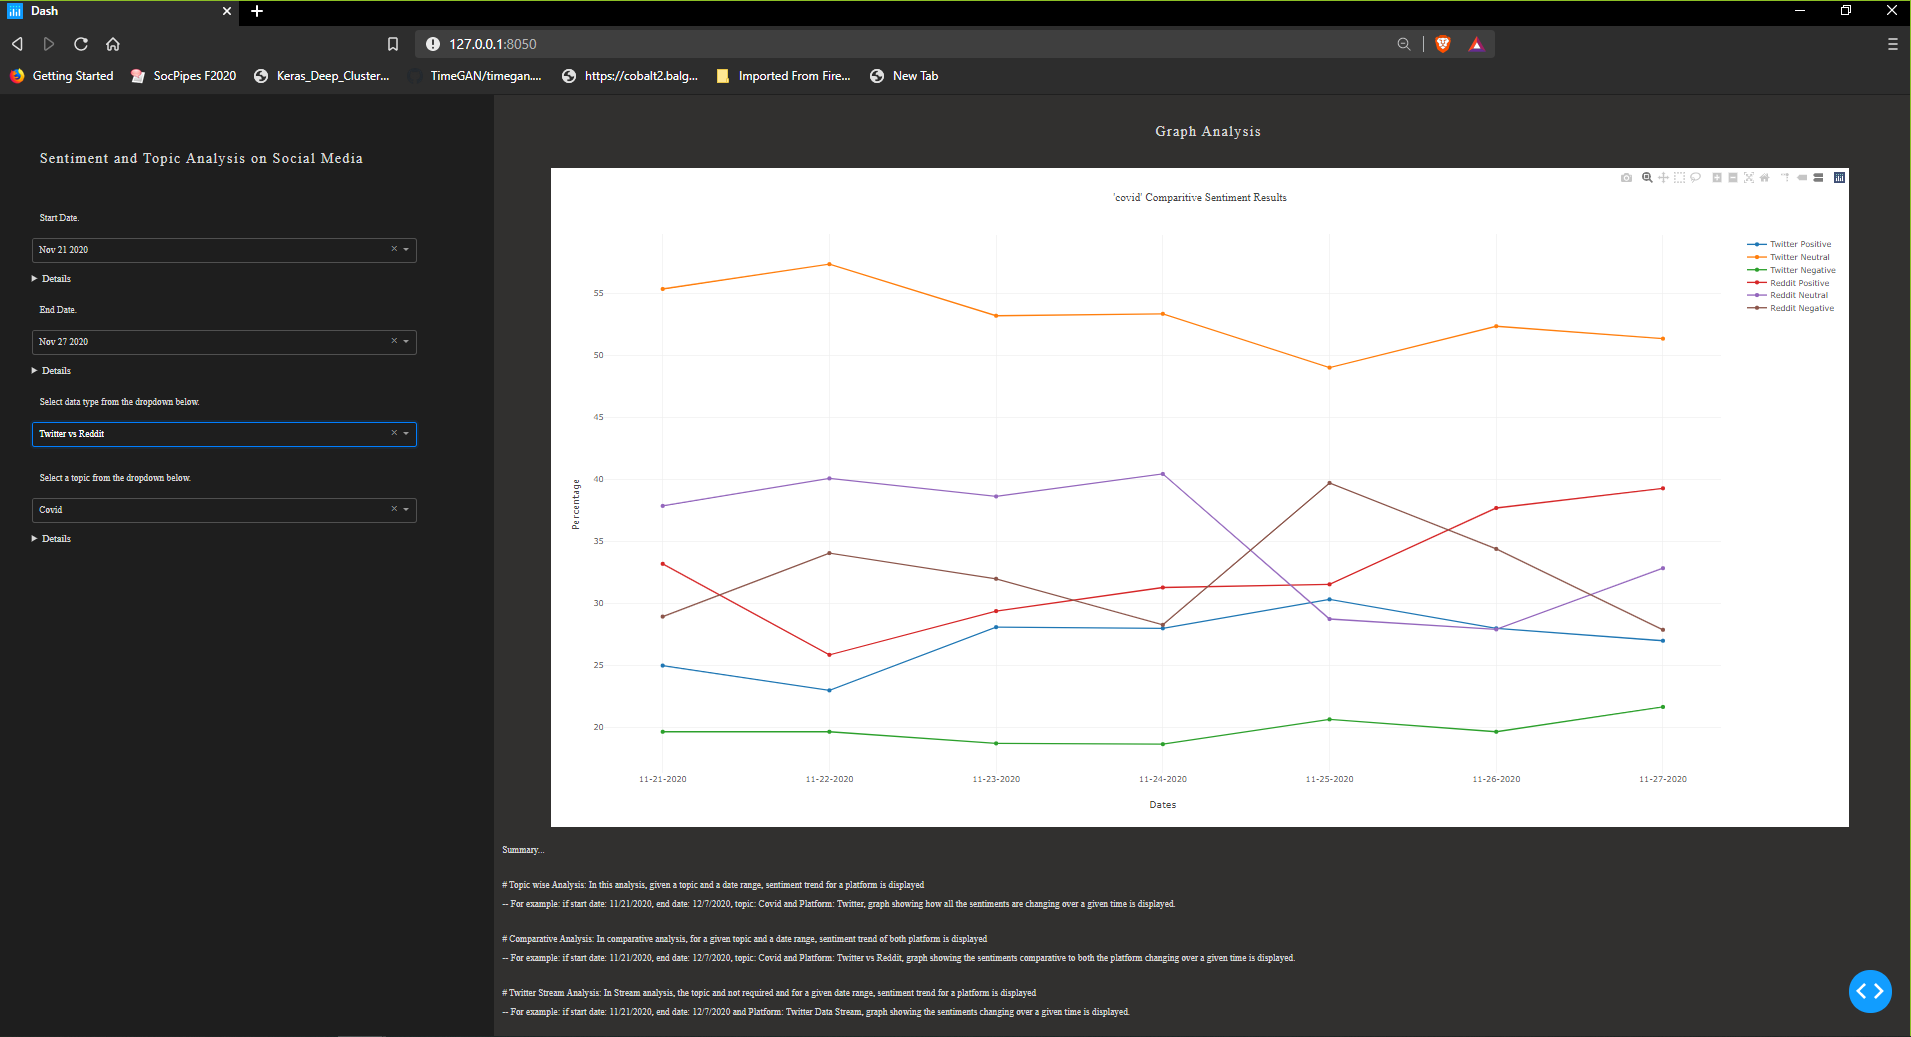 Dash
127.0.0.1:8050
Getting Started
SocPipes F2020
Keras_Deep_Cluster...
TimeGAN/timegan....
https://cobalt2.balg...
Imported From Fire...
New Tab
Sentiment and Topic Analysis on Social Media
Start Date.
Nov 21 2020
Details
End Date.
Nov 27 2020
Details
Select data type from the dropdown below.
Twitter vs Reddit
Select a topic from the dropdown below.
Covid
Details
Graph Analysis
'covid' Comparitive Sentiment Results
Twitter Positive
Twitter Neutral
Twitter Negative
Reddit Positive
Reddit Neutral
Reddit Negative
Percentage
55
50
45
40
35
30
25
20
11-21-2020
11-22-2020
11-23-2020
11-24-2020
11-25-2020
11-26-2020
11-27-2020
Dates
Summary...
# Topic wise Analysis: In this analysis, given a topic and a date range, sentiment trend for a platform is displayed
-- For example: if start date: 11/21/2020, end date: 12/7/2020, topic: Covid and Platform: Twitter, graph showing how all the sentiments are changing over a given time is displayed.
# Comparative Analysis: In comparative analysis, for a given topic and a date range, sentiment trend of both platform is displayed
-- For example: if start date: 11/21/2020, end date: 12/7/2020, topic: Covid and Platform: Twitter vs Reddit, graph showing the sentiments comparative to both the platform changing over a given time is displayed.
# Twitter Stream Analysis: In Stream analysis, the topic and not required and for a given date range, sentiment trend for a platform is displayed
-- For example: if start date: 11/21/2020, end date: 12/7/2020 and Platform: Twitter Data Stream, graph showing the sentiments changing over a given time is displayed.